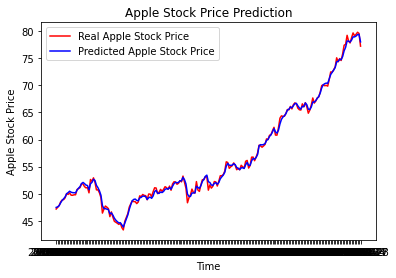 Apple Stock Price Prediction
Real Apple Stock Price
Predicted Apple Stock Price
80
75
70
65
60
55
50
45
Apple Stock Price
Time